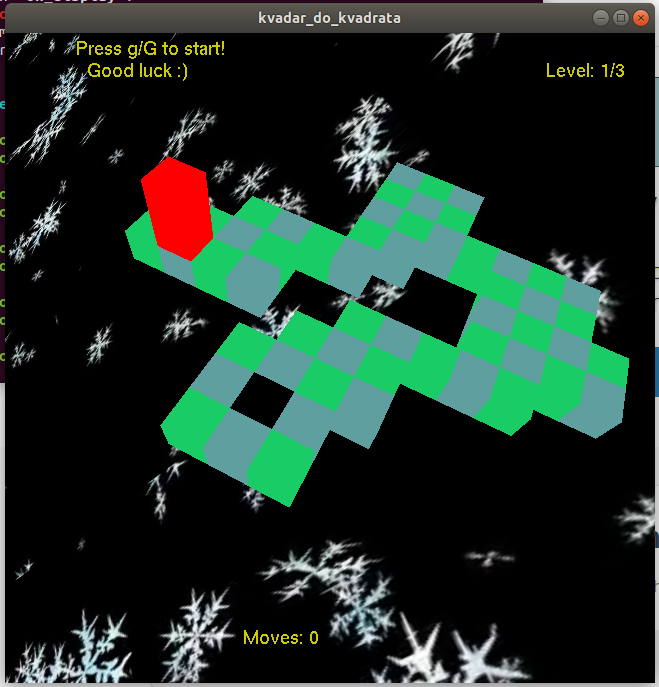 kvadar_do_kvadrata
Press g/G to start!
Good luck :)
Level: 1/3
Moves: 0